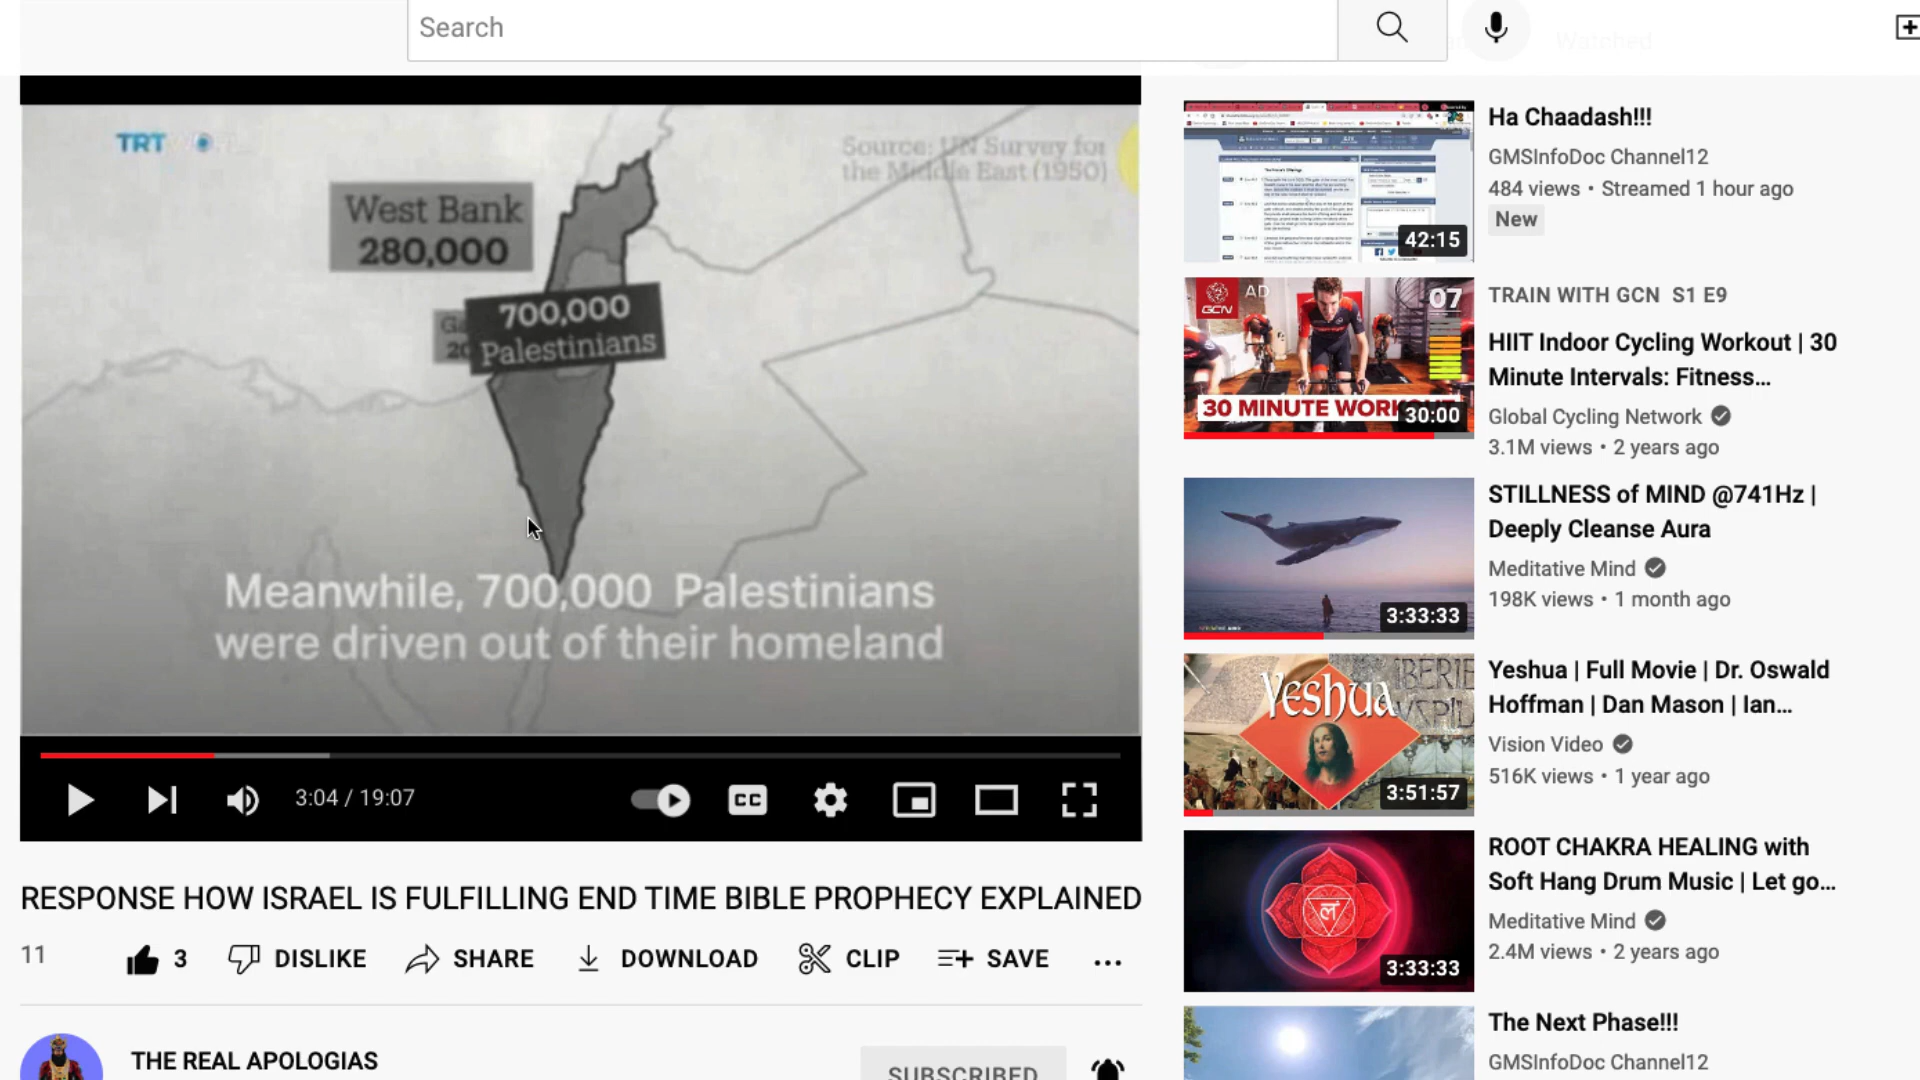 Search
Watched
TRT WORLD
Source: UN Survey for
the Middle East (1950)
West Bank
280,000
700,000
Palestinians
Ga
20
Meanwhile, 700,000 Palestinians
were driven out of their homeland
3:04 / 19:07
CC
RESPONSE HOW ISRAEL IS FULFILLING END TIME BIBLE PROPHECY EXPLAINED
11
3
DISLIKE
SHARE
DOWNLOAD
CLIP
SAVE
THE REAL APOLOGIAS
SUBSCRIBED
42:15
Ha Chaadash!!!
GMSInfoDoc Channel12
484 views • Streamed 1 hour ago
New
GCN
AD
07
30 MINUTE WORK
30:00
TRAIN WITH GCN S1 E9
HIIT Indoor Cycling Workout | 30
Minute Intervals: Fitness...
Global Cycling Network
3.1M views • 2 years ago
3:33:33
STILLNESS of MIND @741Hz |
Deeply Cleanse Aura
Meditative Mind
198K views • 1 month ago
Yeshua
3:51:57
Yeshua | Full Movie | Dr. Oswald
Hoffman | Dan Mason | Ian...
Vision Video
516K views • 1 year ago
लं
3:33:33
ROOT CHAKRA HEALING with
Soft Hang Drum Music | Let go...
Meditative Mind
2.4M views • 2 years ago
The Next Phase!!!
GMSInfoDoc Channel12